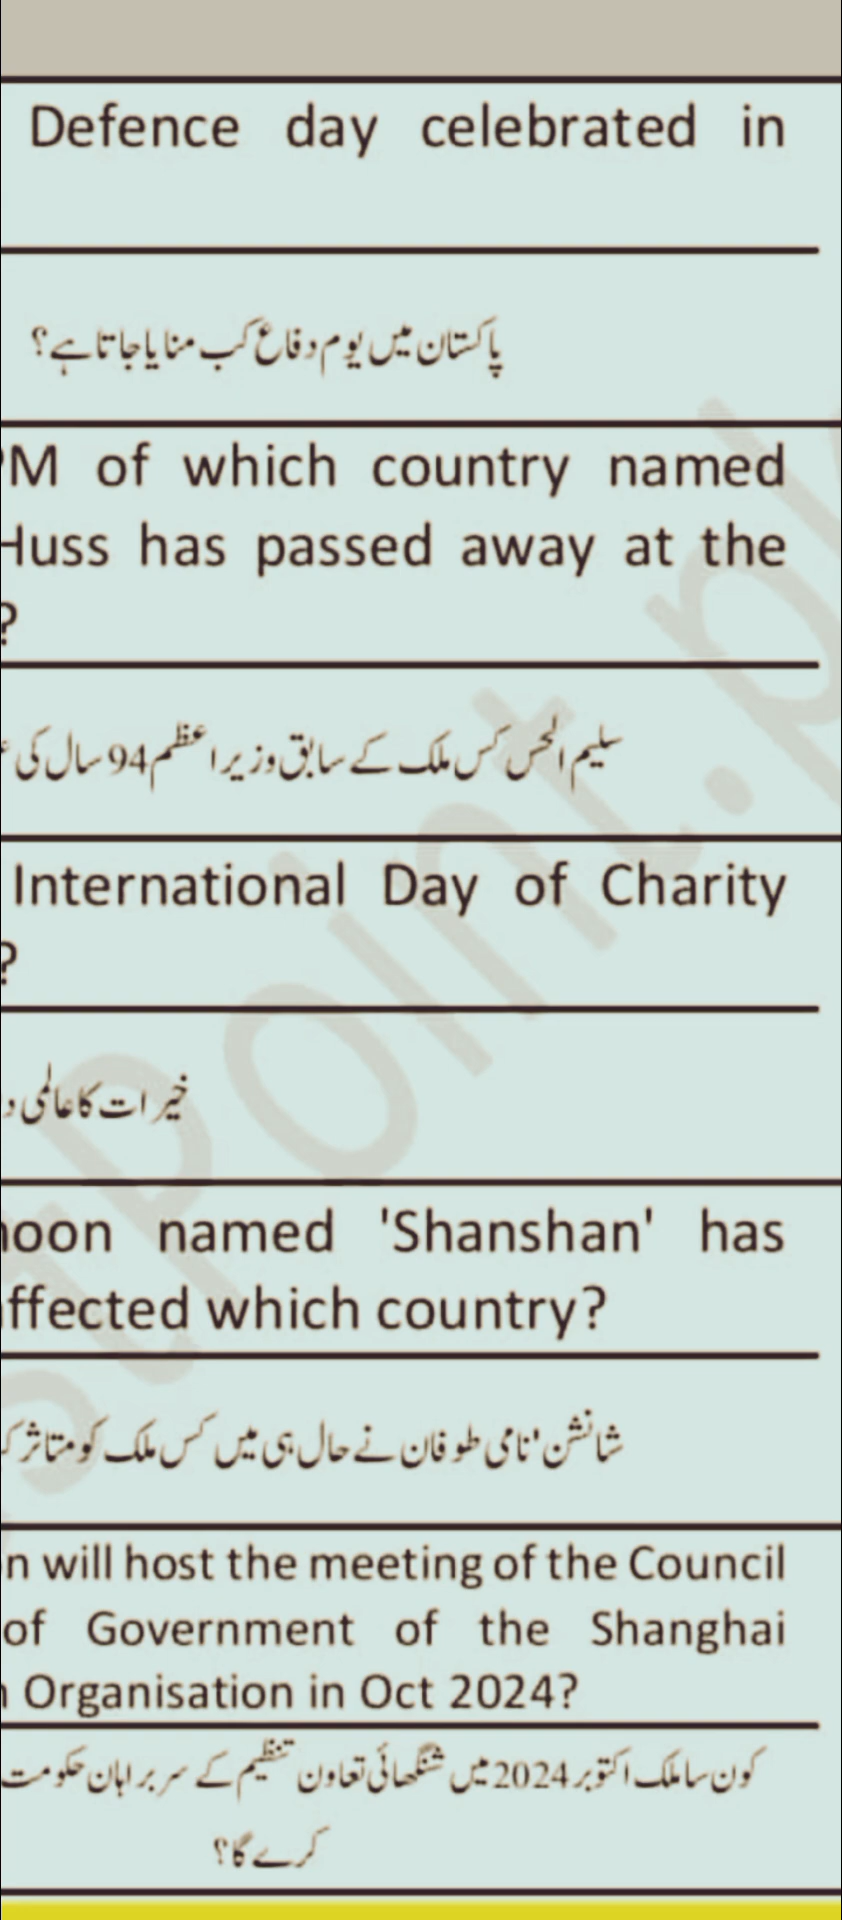 Defence day celebrated in
پاکستان میں یوم دفاع کب منایا جاتا ہے؟
of which country named
has passed away at the
?
سلیم الحس کس ملک کے سابق وزیر اعظم 94 سال کی
International Day of Charity
?
خیرات کا عالمی
named 'Shanshan' has
which country?
شانشن' نامی طوفان نے حال ہی میں کس ملک کو متاثر
will host the meeting of the Council
of Government of the Shanghai
Organisation in Oct 2024?
کون سا ملک اکتوبر 2024 میں شنگھائی تعاون تنظیم کے سربراہان حکومت
کرے گا؟